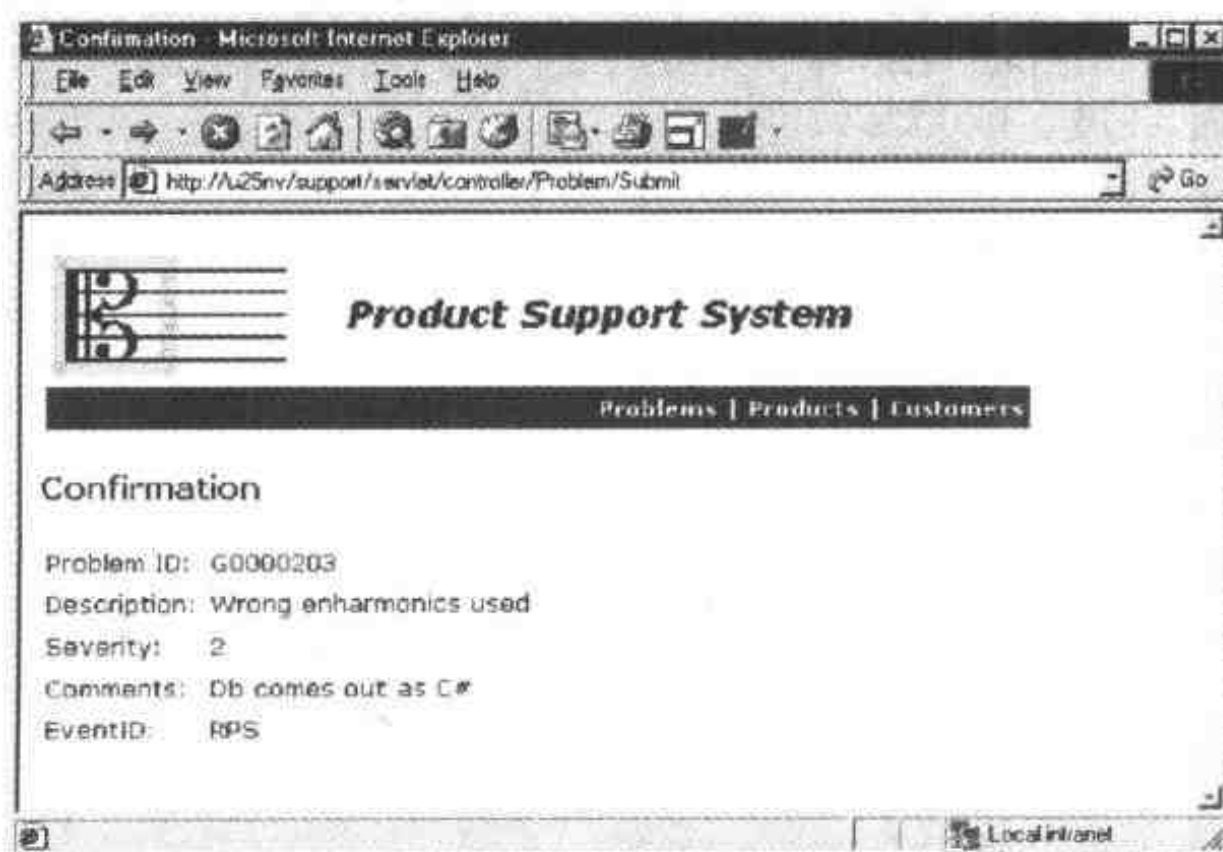 Confirmation - Microsoft Internet Explorer
File Edit View Favorites Tools Help
Address http://u25nv/support/servlet/controller/Problem/Submit Go
Product Support System
Problems | Products | Customers
Confirmation
Problem ID: G0000203
Description: Wrong enharmonics used
Severity: 2
Comments: Db comes out as C#
EventID: RPS
Local intranet